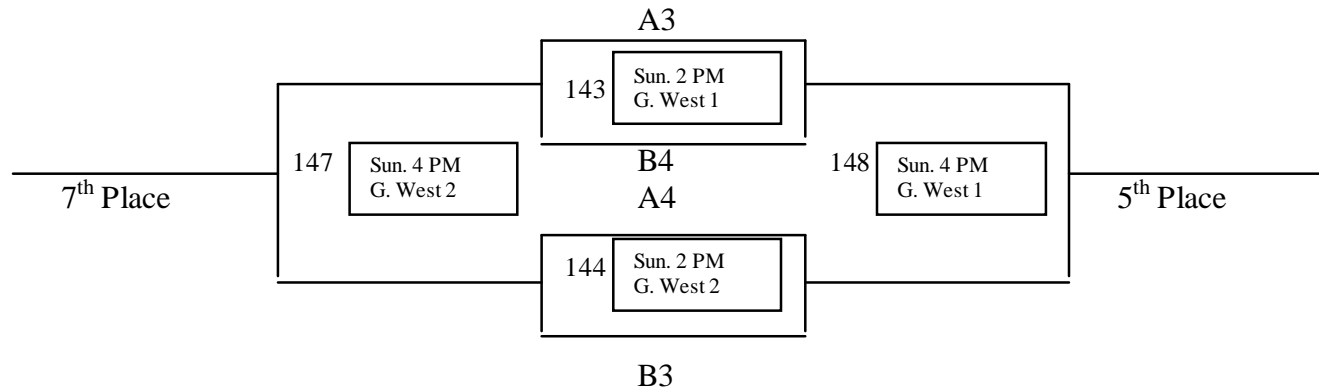 A3
143
Sun. 2 PM
G. West 1
147
Sun. 4 PM
G. West 2
B4
148
Sun. 4 PM
G. West 1
7th Place
A4
5th Place
144
Sun. 2 PM
G. West 2
B3